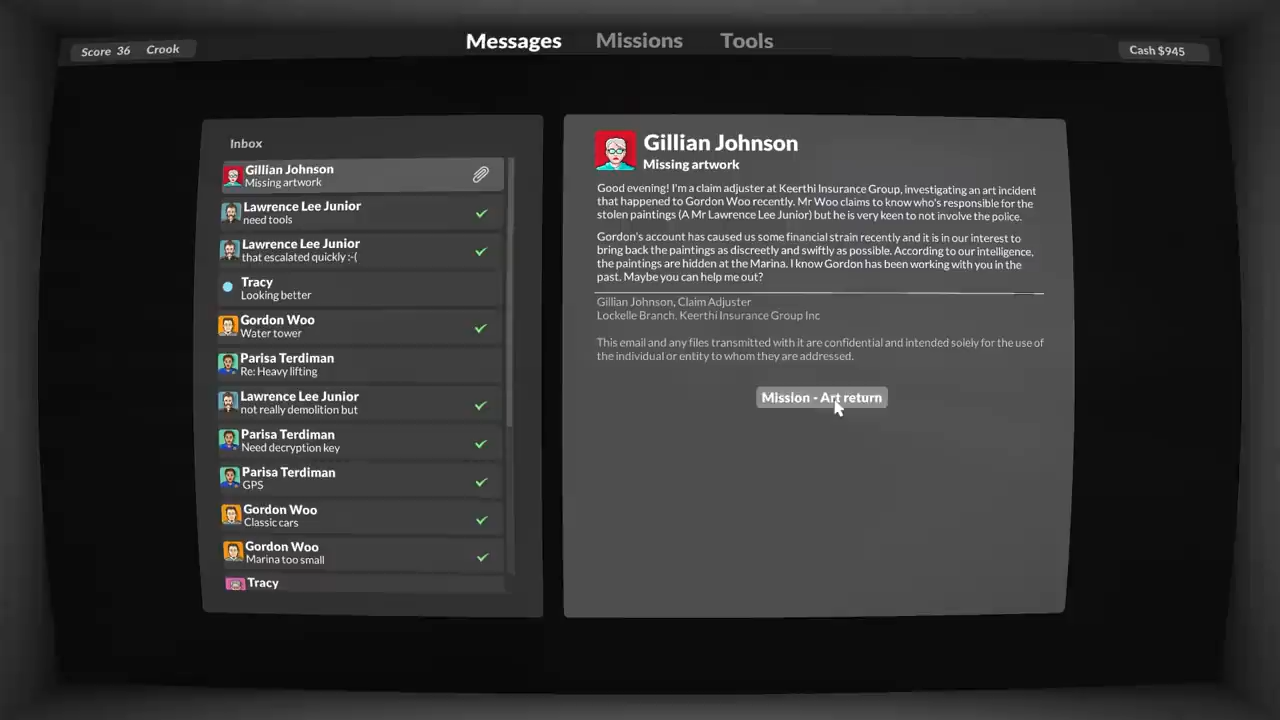 Score 36 Crook
Messages Missions Tools
Cash $945
Inbox
Gillian Johnson
Missing artwork
Lawrence Lee Junior
need tools
Lawrence Lee Junior
that escalated quickly :-(
Tracy
Looking better
Gordon Woo
Water tower
Parisa Terdiman
Re: Heavy lifting
Lawrence Lee Junior
not really demolition but
Parisa Terdiman
Need decryption key
Parisa Terdiman
GPS
Gordon Woo
Classic cars
Gordon Woo
Marina too small
Tracy
Gillian Johnson
Missing artwork
Good evening! I'm a claim adjuster at Keerthi Insurance Group, investigating an art incident
that happened to Gordon Woo recently. Mr Woo claims to know who's responsible for the
stolen paintings (A Mr Lawrence Lee Junior) but he is very keen to not involve the police.
Gordon's account has caused us some financial strain recently and it is in our interest to
bring back the paintings as discreetly and swiftly as possible. According to our intelligence,
the paintings are hidden at the Marina. I know Gordon has been working with you in the
past. Maybe you can help me out?
Gillian Johnson, Claim Adjuster
Lockelle Branch, Keerthi Insurance Group Inc
This email and any files transmitted with it are confidential and intended solely for the use of
the individual or entity to whom they are addressed.
Mission - Art return